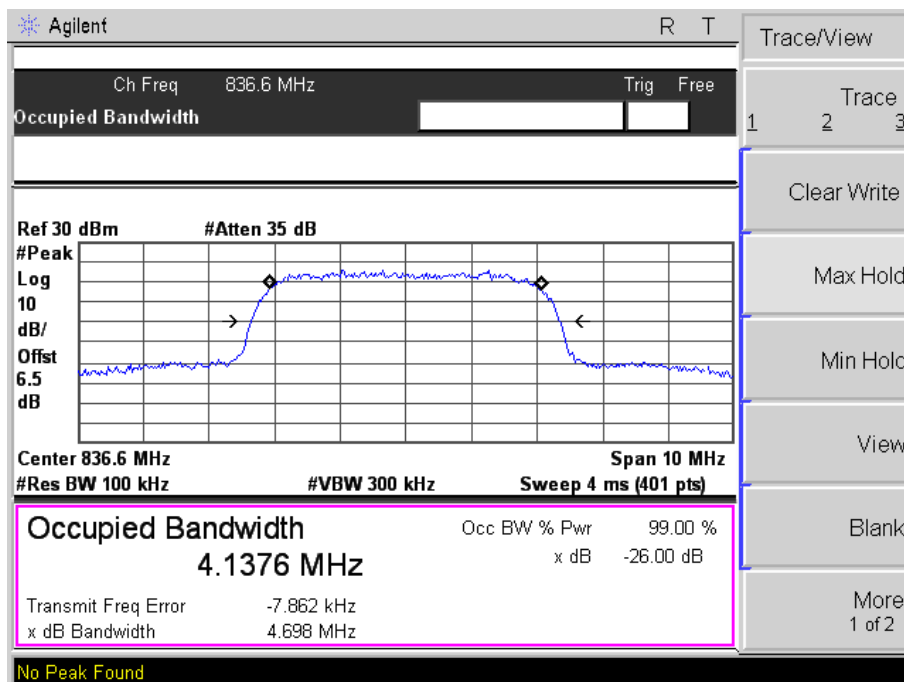 Agilent R T
Trace/View
Ch Freq 836.6 MHz Trig Free
Occupied Bandwidth
Trace
1 2 3
Clear Write
Ref 30 dBm #Atten 35 dB
#Peak
Log
10
dB/
Offst
6.5
dB
Max Hold
Min Hold
View
Center 836.6 MHz Span 10 MHz
#Res BW 100 kHz #VBW 300 kHz Sweep 4 ms (401 pts)
Blank
Occupied Bandwidth
4.1376 MHz
Occ BW % Pwr 99.00 %
x dB -26.00 dB
Transmit Freq Error -7.862 kHz
x dB Bandwidth 4.698 MHz
More
1 of 2
No Peak Found